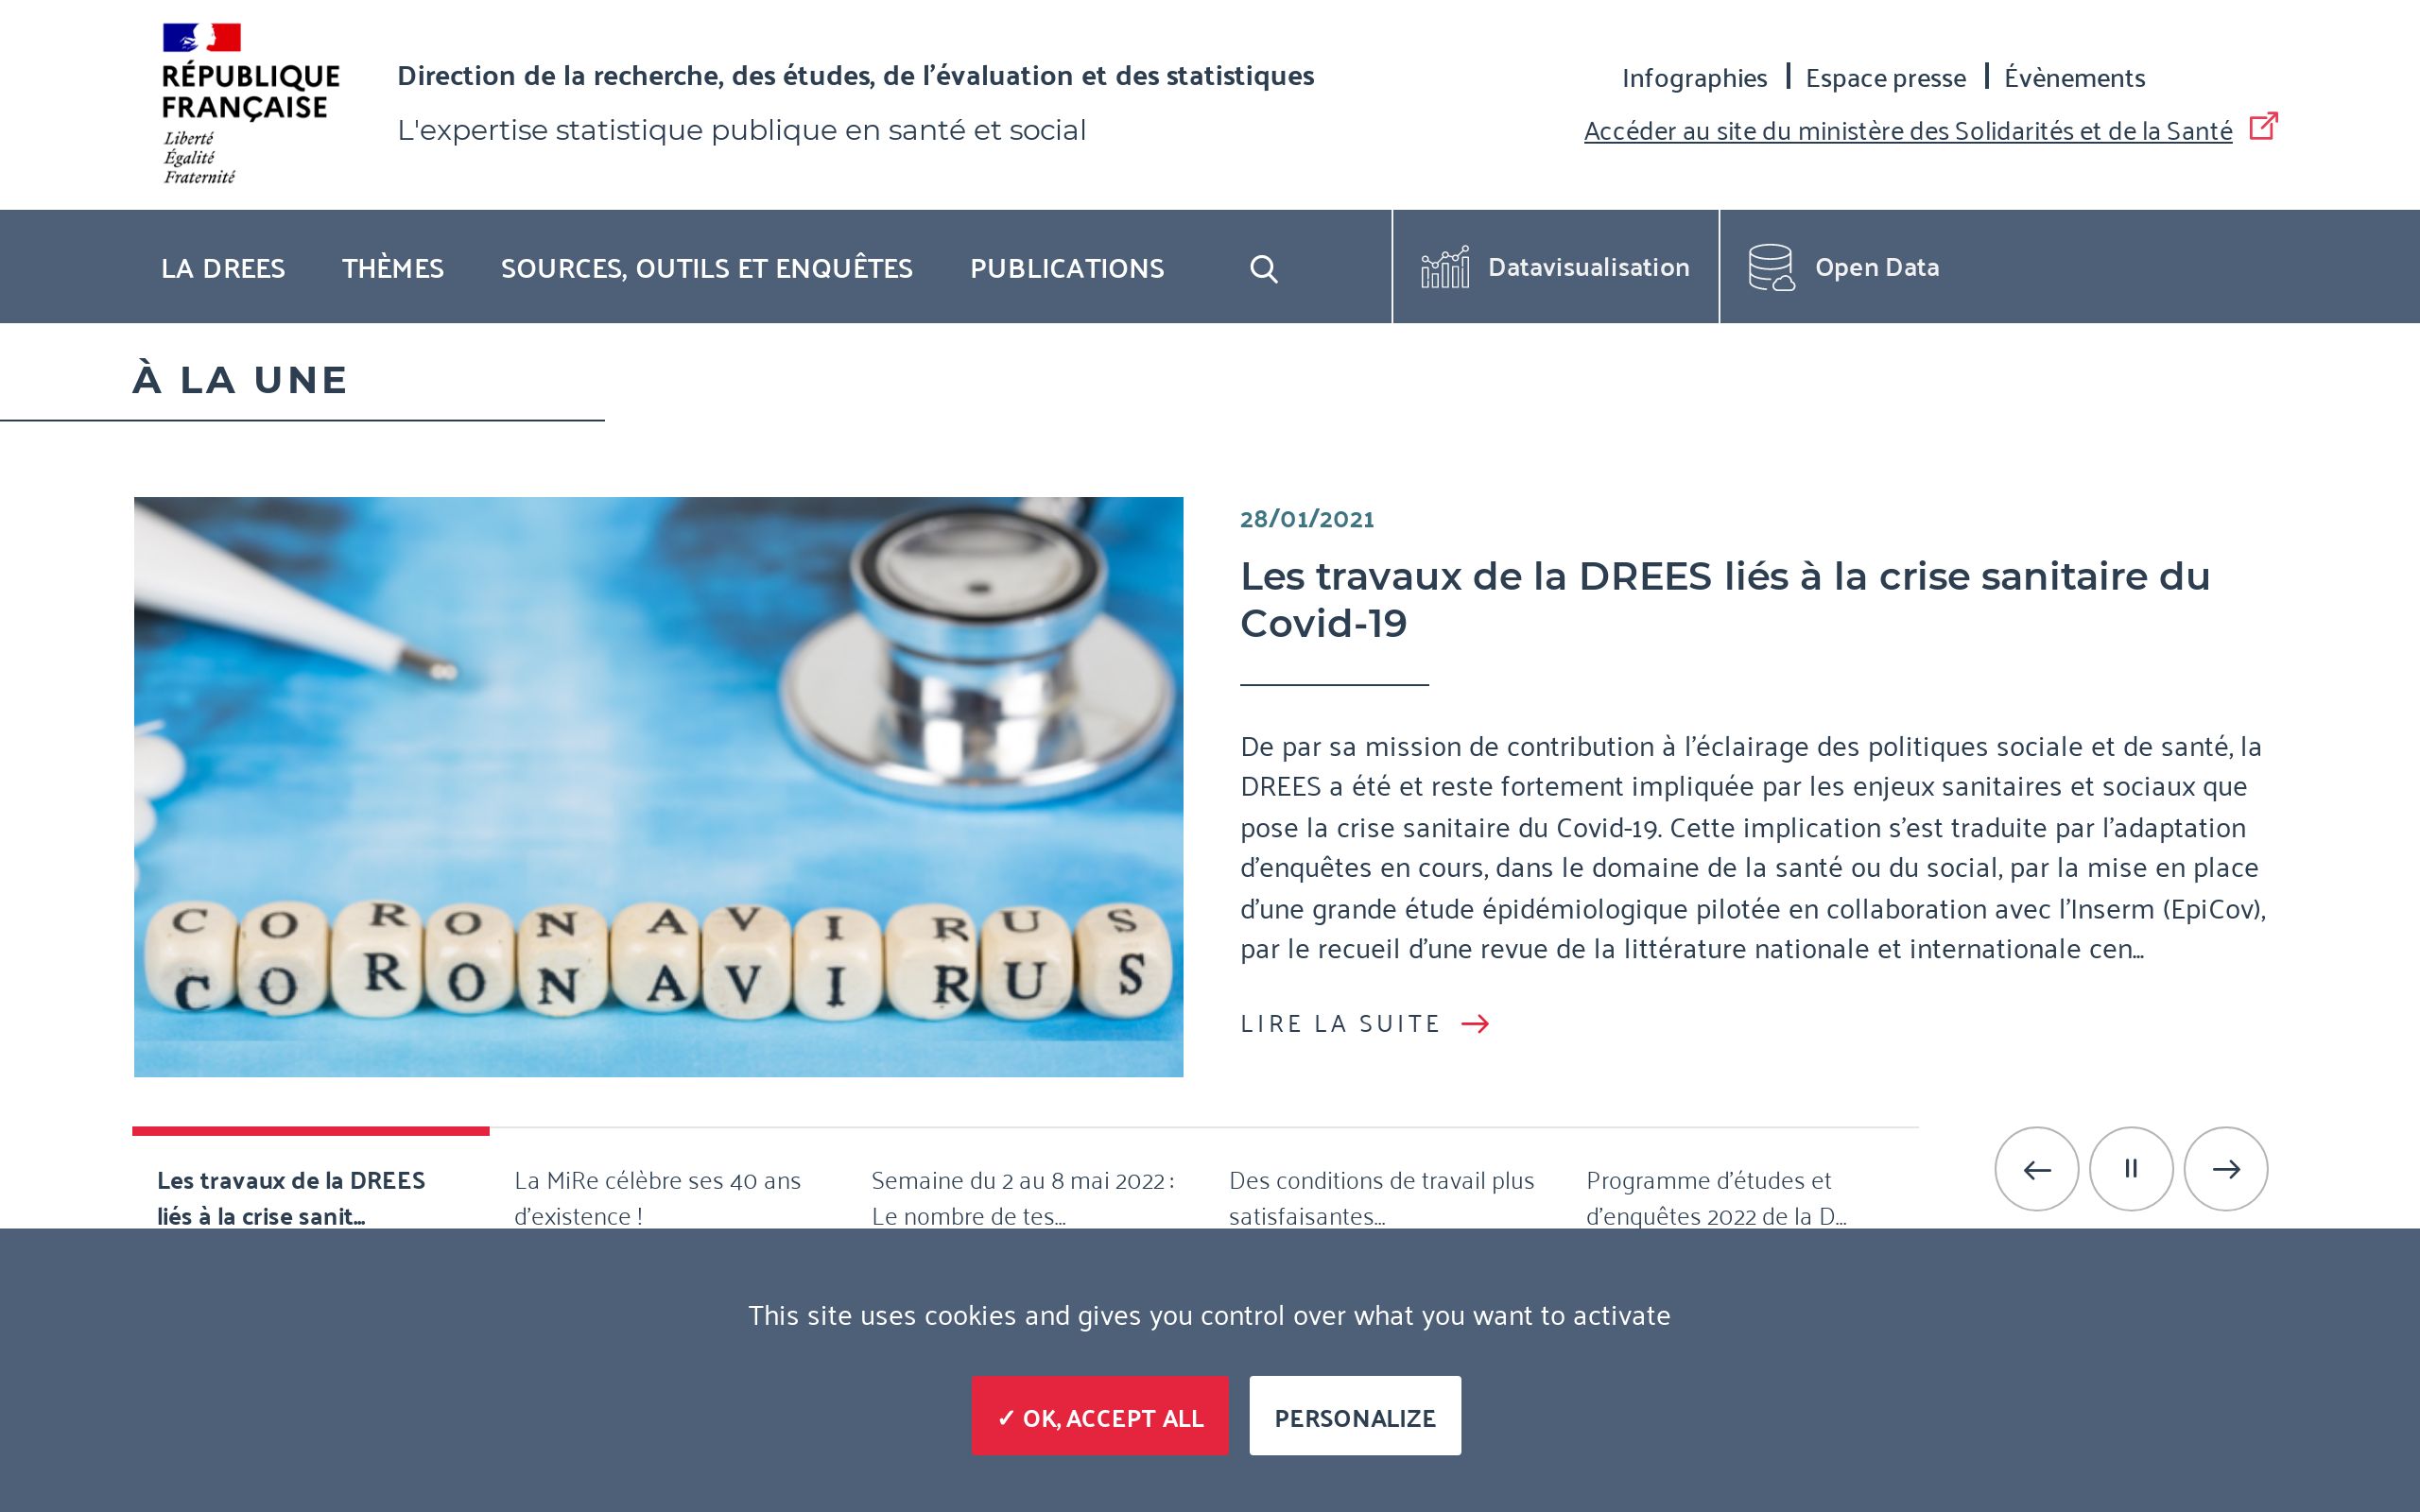 RÉPUBLIQUE
FRANÇAISE
Liberté
Égalité
Fraternité
Direction de la recherche, des études, de l'évaluation et des statistiques
L'expertise statistique publique en santé et social
Infographies
Espace presse
Évènements
Accéder au site du ministère des Solidarités et de la Santé
LA DREES
THÈMES
SOURCES, OUTILS ET ENQUÊTES
PUBLICATIONS
Datavisualisation
Open Data
À LA UNE
CORONAVIRUS
CORONAVIRUS
28/01/2021
Les travaux de la DREES liés à la crise sanitaire du
Covid-19
De par sa mission de contribution à l'éclairage des politiques sociale et de santé, la
DREES a été et reste fortement impliquée par les enjeux sanitaires et sociaux que
pose la crise sanitaire du Covid-19. Cette implication s'est traduite par l'adaptation
d'enquêtes en cours, dans le domaine de la santé ou du social, par la mise en place
d'une grande étude épidémiologique pilotée en collaboration avec l'Inserm (EpiCov),
par le recueil d'une revue de la littérature nationale et internationale cen...
LIRE LA SUITE
Les travaux de la DREES
liés à la crise sanit...
La MiRe célèbre ses 40 ans
d'existence !
Semaine du 2 au 8 mai 2022 :
Le nombre de tes...
Des conditions de travail plus
satisfaisantes...
Programme d'études et
d'enquêtes 2022 de la D...
This site uses cookies and gives you control over what you want to activate
✓ OK, ACCEPT ALL
PERSONALIZE